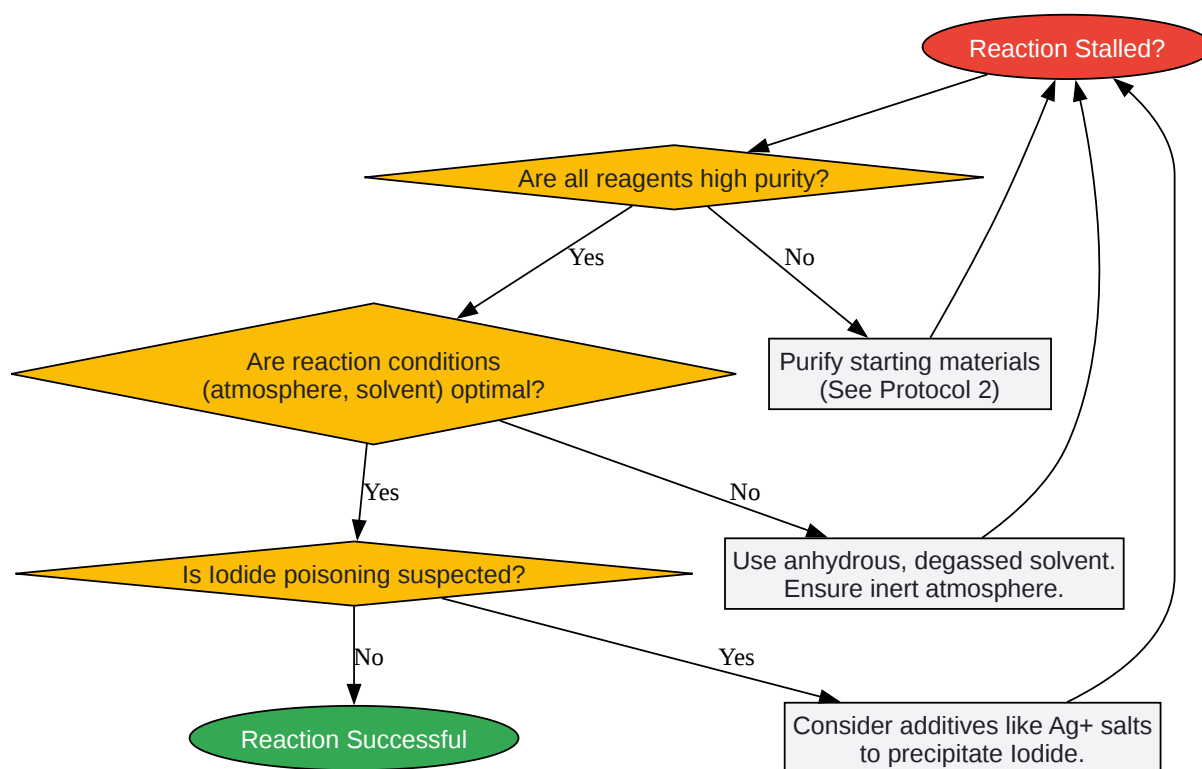 Reaction Stalled?
Are all reagents high purity?
Yes
No
Are reaction conditions
(atmosphere, solvent) optimal?
Purify starting materials
(See Protocol 2)
Yes
No
Is Iodide poisoning suspected?
Use anhydrous, degassed solvent.
Ensure inert atmosphere.
No
Yes
Reaction Successful
Consider additives like Ag+ salts
to precipitate Iodide.